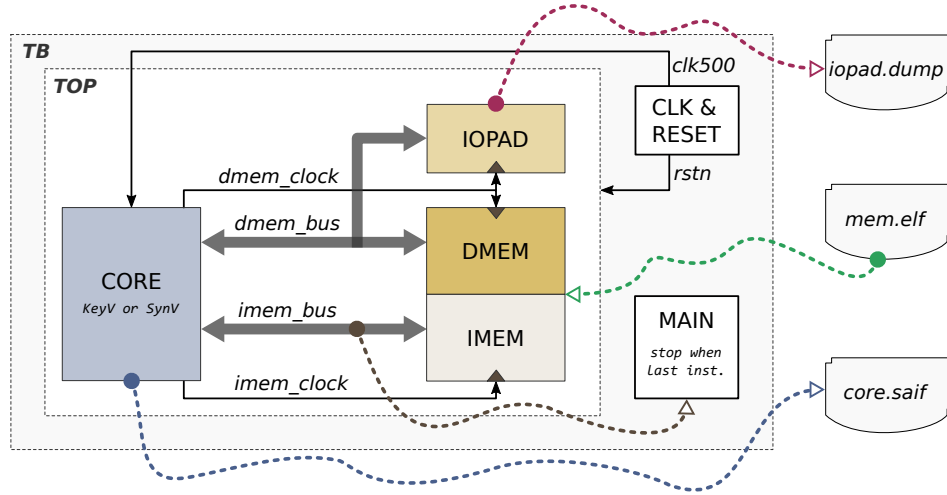 TB
clk500
iopad.dump
TOP
CLK &
RESET
IOPAD
rstn
dmem_clock
dmem_bus
mem.elf
DMEM
CORE
KeyV or SynV
imem_bus
IMEM
MAIN
stop when
last inst.
imem_clock
core.saif